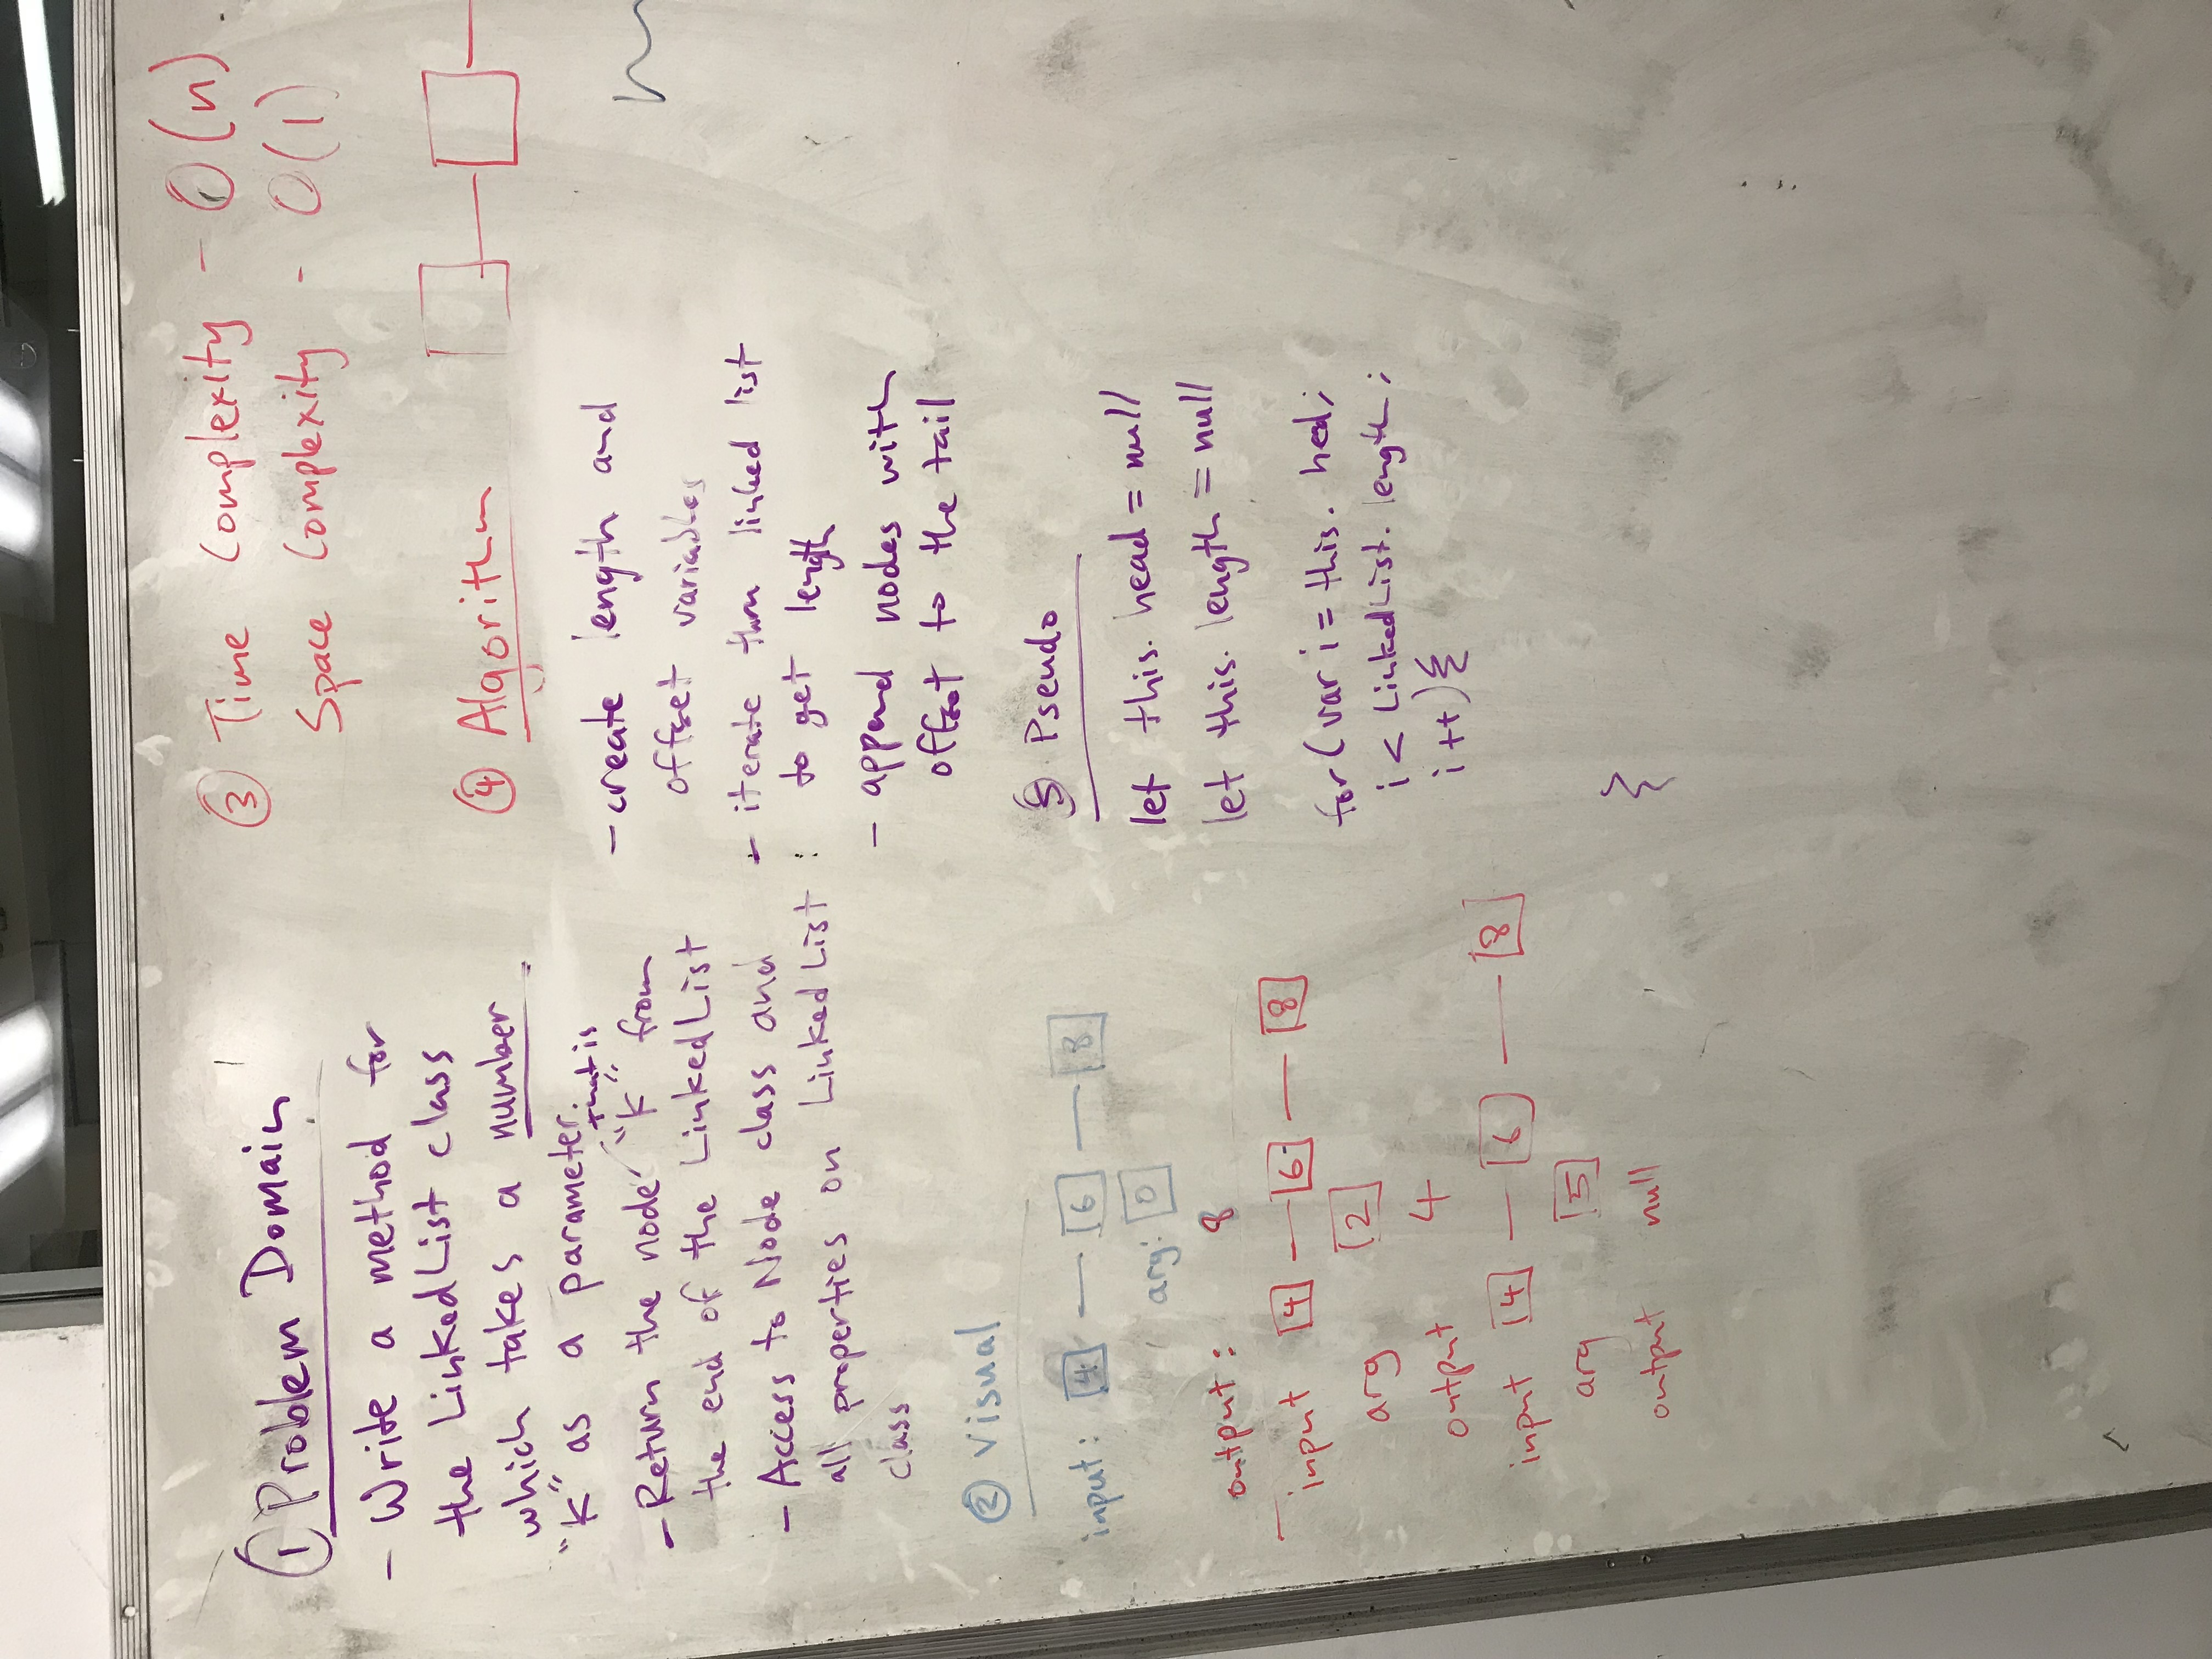 ① Problem Domain
- Write a method for
the LinkedList class
which takes a number
"K" as a parameter.
that is
- Return the node "K" from
the end of the LinkedList
- Access to Node class and
all properties on LinkedList
class
② Visual
input: 4 — 6 — 8
arg: 0
output: 8
input 4 — 6 — 8
arg 2
output 4
input 4 — 6 — 8
arg 5
output null
③ Time Complexity - O(n)
Space Complexity - O(1)
④ Algorithm
- create length and
offset variables
- iterate thru linked list
to get length
- append nodes with
offset to the tail
5 Pseudo
let this.head = null
let this.length = null
for(var i = this.hed;
i < LinkedList.length;
i++){
}